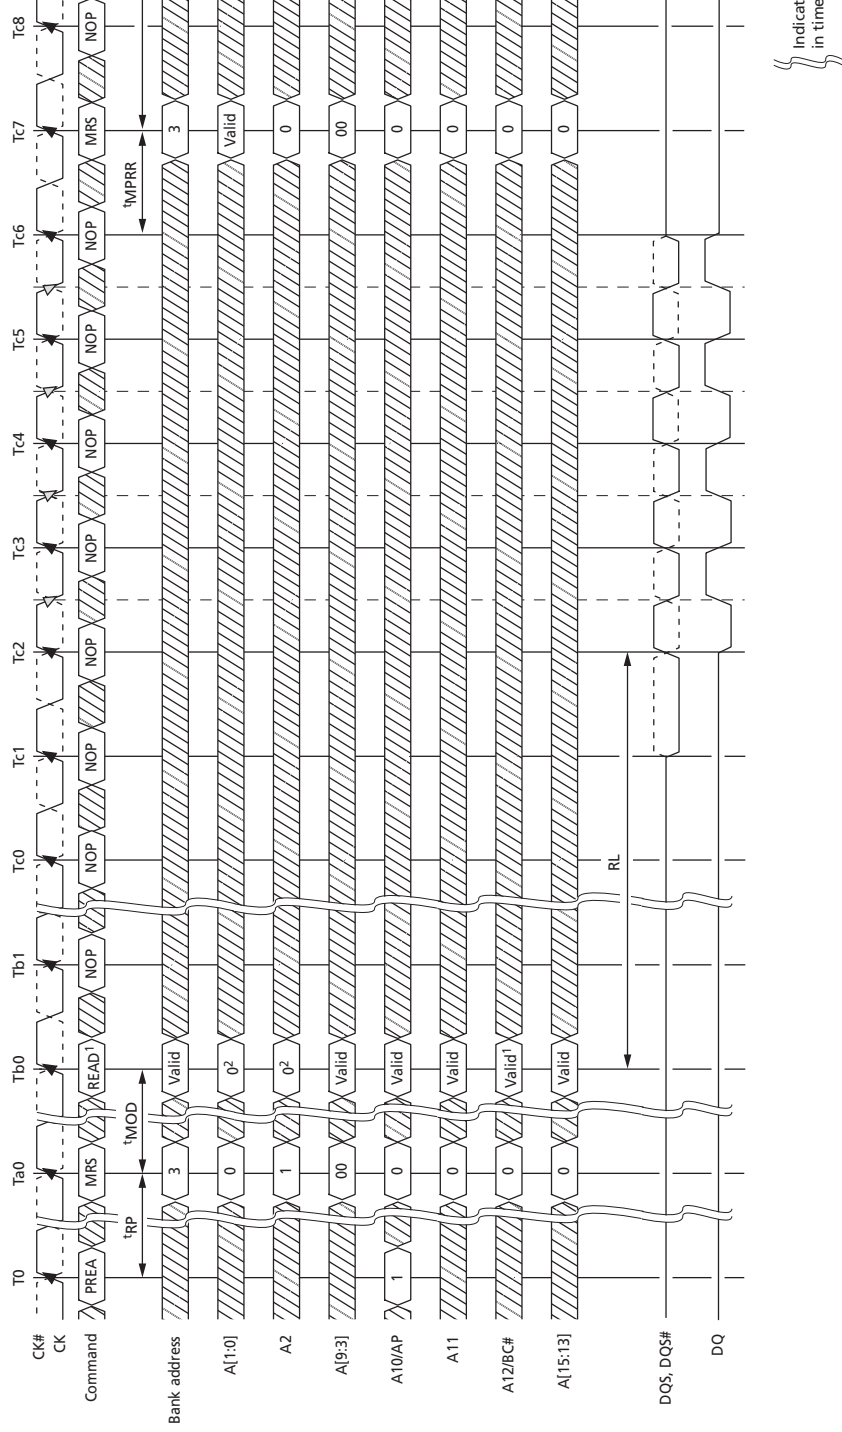 T0 Ta0 Tb0 Tb1 Tc0 Tc1 Tc2 Tc3 Tc4 Tc5 Tc6 Tc7 Tc8
CK#
CK
Command PREA MRS READ1 NOP NOP NOP NOP NOP NOP NOP NOP MRS NOP
tRP tMOD tMPRR
Bank address 3 Valid 3
A[1:0] 0 02 Valid
A2 1 02 0
A[9:3] 00 Valid 00
A10/AP 1 0 Valid 0
A11 0 Valid 0
A12/BC# 0 Valid1 0
A[15:13] 0 Valid 0
RL
DQS, DQS#
DQ
Indicat
in time